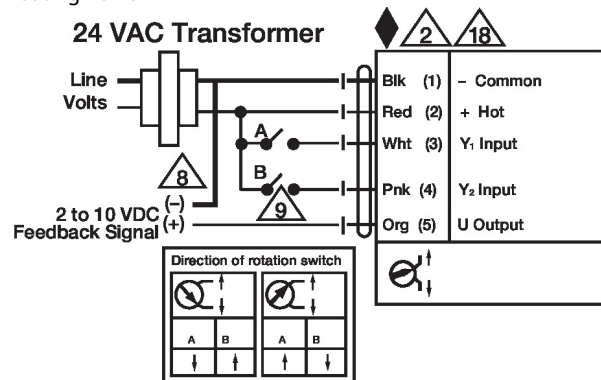 24 VAC Transformer
2 18
Line
Volts
Blk (1) − Common
Red (2) + Hot
A
Wht (3) Y₁ Input
B
Pnk (4) Y₂ Input
8
9
2 to 10 VDC (−)
Feedback Signal (+)
Org (5) U Output
Direction of rotation switch
A B A B